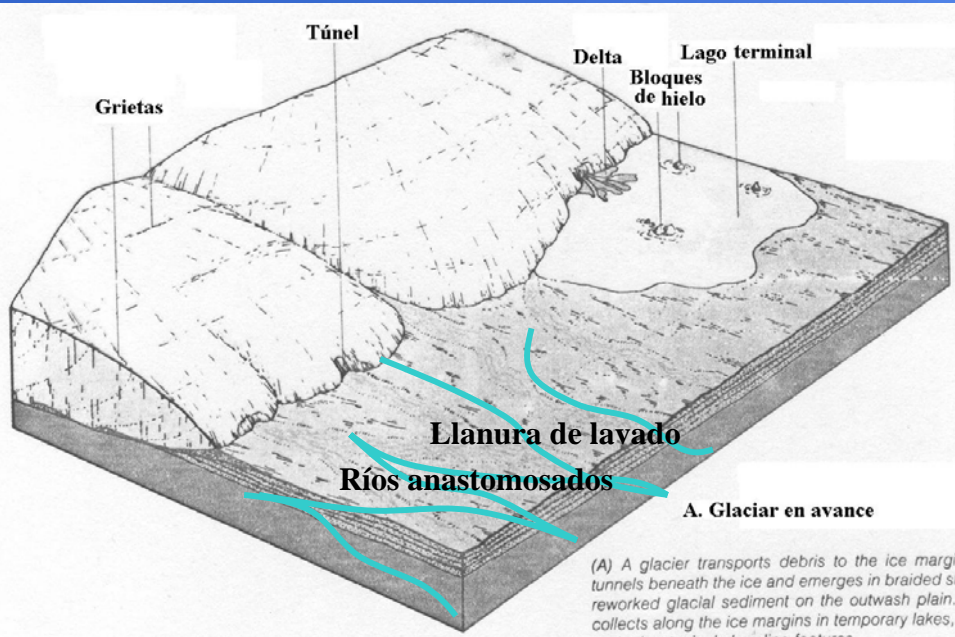 Túnel
Delta
Lago terminal
Bloques
de hielo
Grietas
Llanura de lavado
Ríos anastomosados
A. Glaciar en avance
(A) A glacier transports debris to the ice
tunnels beneath the ice and emerges in braided
reworked glacial sediment on the outwash plain.
collects along the ice margins in temporary lakes,